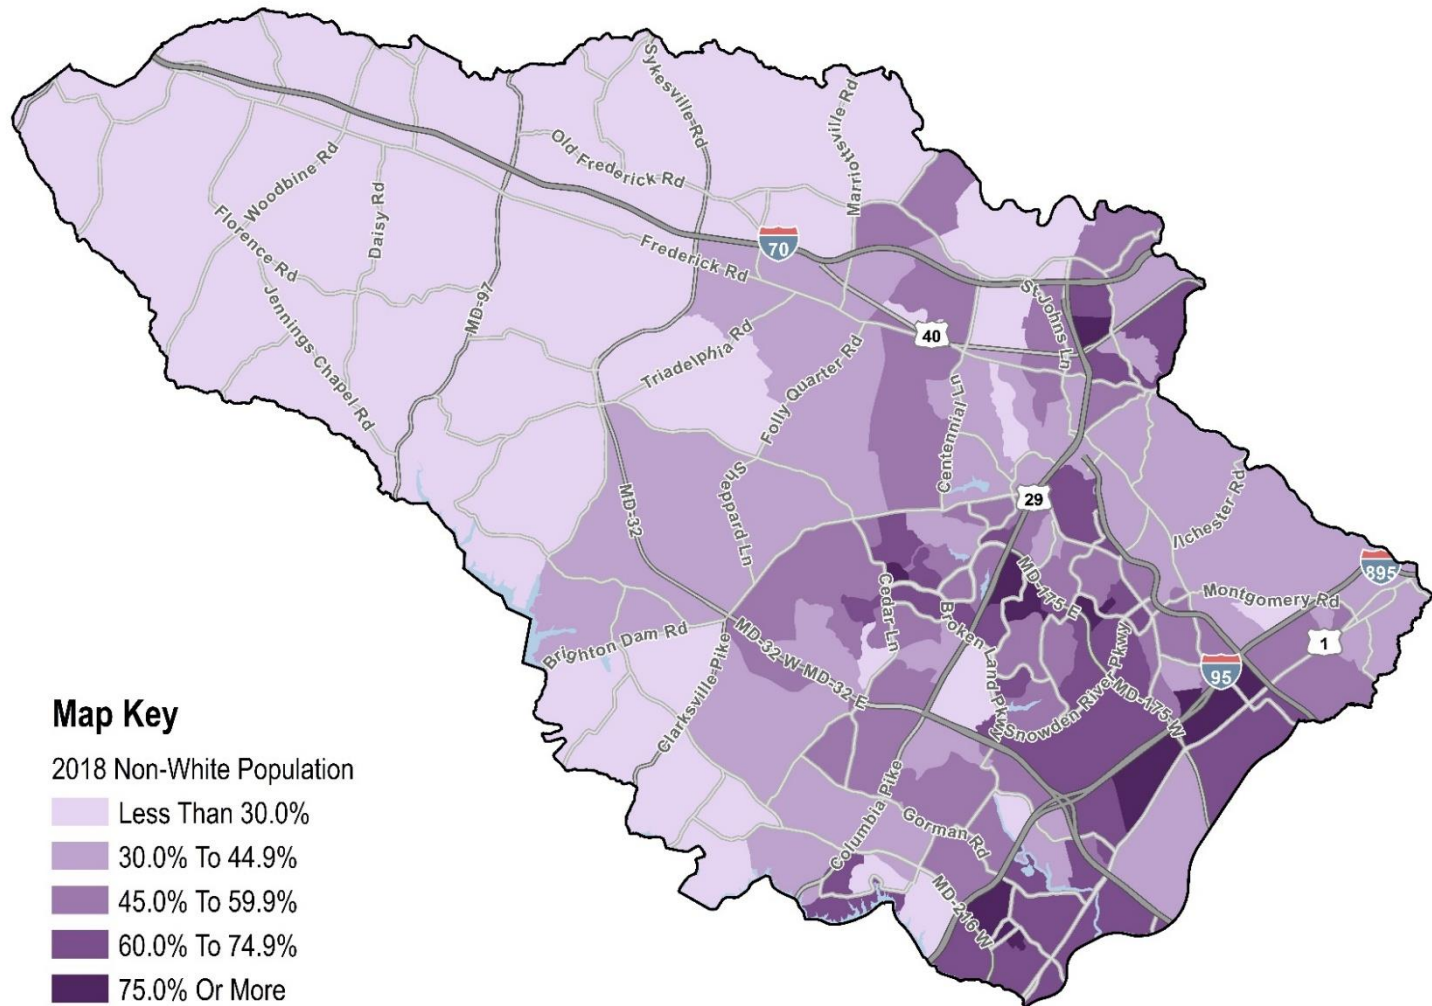 Sykesville Rd
Marriottsville Rd
Old Frederick Rd
Woodbine Rd
Daisy Rd
Florence Rd
Frederick Rd
70
Jennings Chapel Rd
MD-97
St Johns Ln
40
Triadelphia Rd
Folly Quarter Rd
Centennial Ln
Sheppard Ln
MD-32
29
Ilchester Rd
895
MD-175 E
Cedar Ln
Montgomery Rd
Broken Land Pkwy
Brighton Dam Rd
MD-32 W
MD-32 E
1
95
Clarksville Pike
Snowden River Pkwy
MD-175 W
Columbia Pike
Gorman Rd
MD-216 W
Map Key
2018 Non-White Population
Less Than 30.0%
30.0% To 44.9%
45.0% To 59.9%
60.0% To 74.9%
75.0% Or More